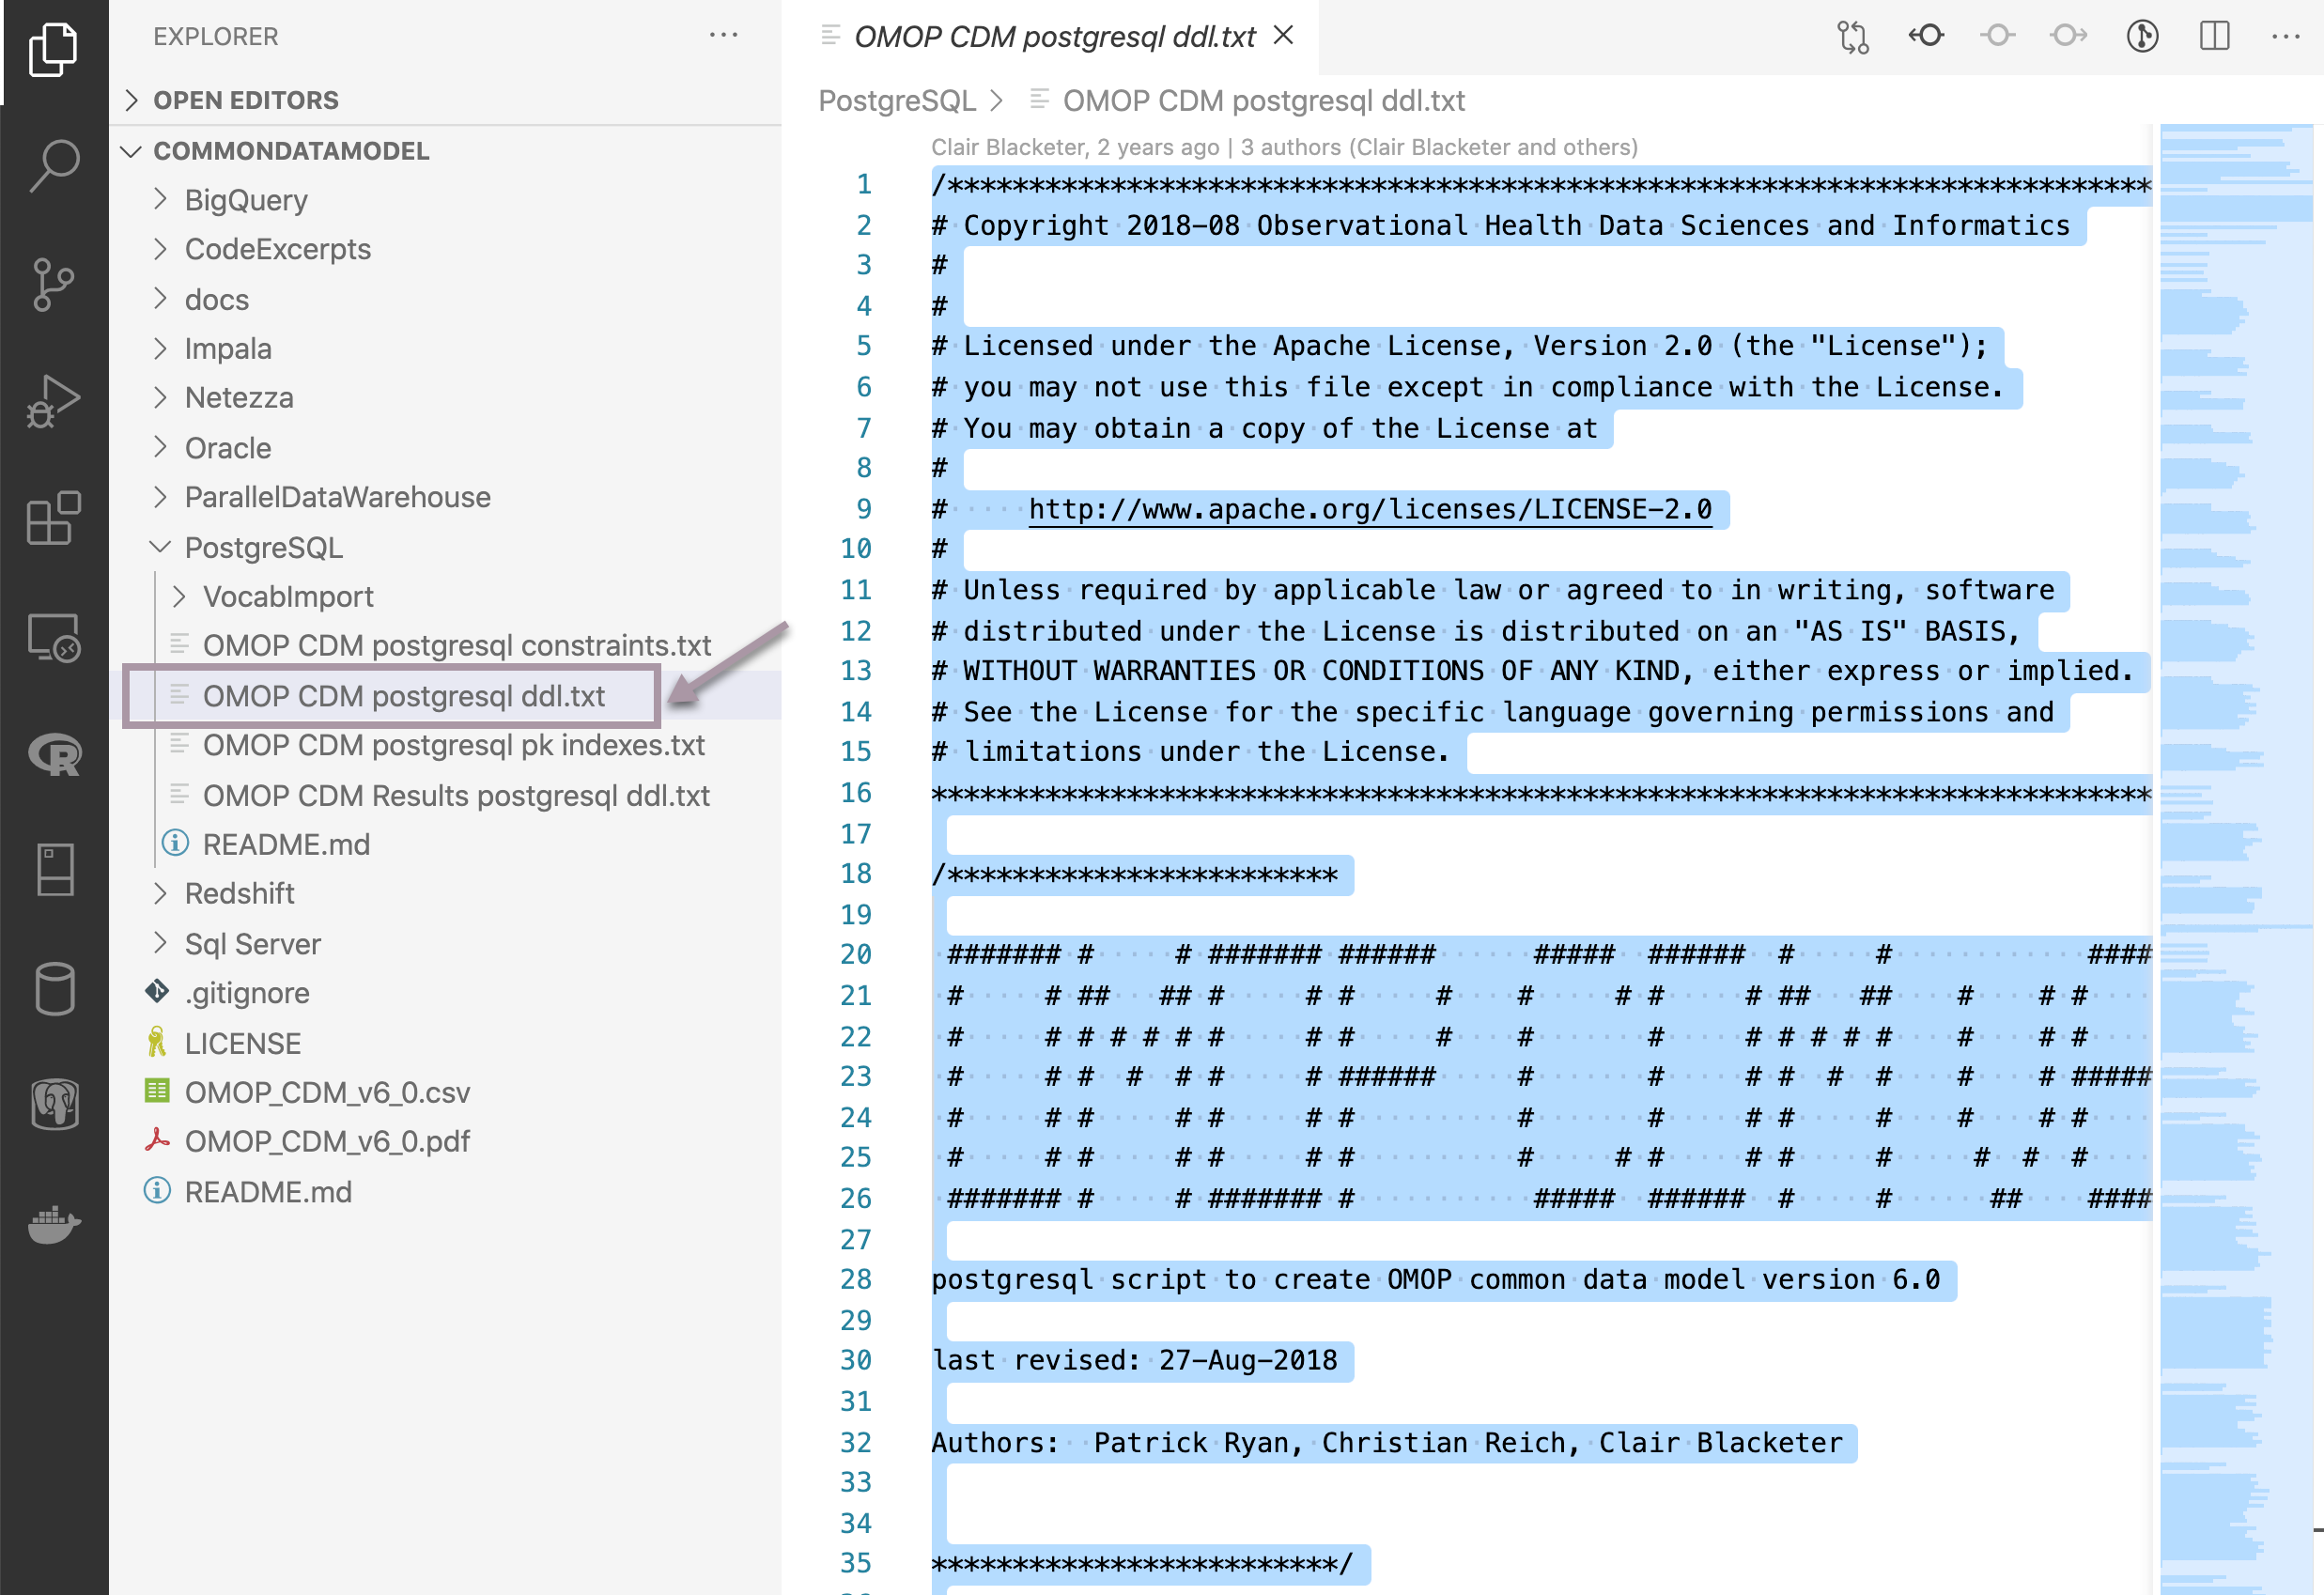 EXPLORER
OPEN EDITORS
COMMONDATAMODEL
BigQuery
CodeExcerpts
docs
Impala
Netezza
Oracle
ParallelDataWarehouse
PostgreSQL
VocabImport
OMOP CDM postgresql constraints.txt
OMOP CDM postgresql ddl.txt
OMOP CDM postgresql pk indexes.txt
OMOP CDM Results postgresql ddl.txt
README.md
Redshift
Sql Server
.gitignore
LICENSE
OMOP_CDM_v6_0.csv
OMOP_CDM_v6_0.pdf
README.md
OMOP CDM postgresql ddl.txt
PostgreSQL > OMOP CDM postgresql ddl.txt
Clair Blacketer, 2 years ago | 3 authors (Clair Blacketer and others)
1 /**************************************************************************
2 # Copyright 2018-08 Observational Health Data Sciences and Informatics
3 #
4 #
5 # Licensed under the Apache License, Version 2.0 (the "License");
6 # you may not use this file except in compliance with the License.
7 # You may obtain a copy of the License at
8 #
9 #     http://www.apache.org/licenses/LICENSE-2.0
10 #
11 # Unless required by applicable law or agreed to in writing, software
12 # distributed under the License is distributed on an "AS IS" BASIS,
13 # WITHOUT WARRANTIES OR CONDITIONS OF ANY KIND, either express or implied.
14 # See the License for the specific language governing permissions and
15 # limitations under the License.
16 ***************************************************************************
17
18 /************************
19
20  ####### #     # ####### ######      #####  ######  #     #            ####
21  #     # ##   ## #     # #     #    #     # #     # ##   ##    #    # #
22  #     # # # # # #     # #     #    #       #     # # # # #    #    # #
23  #     # #  #  # #     # ######     #       #     # #  #  #    #    # #####
24  #     # #     # #     # #          #       #     # #     #    #    # #
25  #     # #     # #     # #          #     # #     # #     #     #  #  #
26  ####### #     # ####### #           #####  ######  #     #      ##    ####
27
28 postgresql script to create OMOP common data model version 6.0
29
30 last revised: 27-Aug-2018
31
32 Authors:  Patrick Ryan, Christian Reich, Clair Blacketer
33
34
35 *************************/